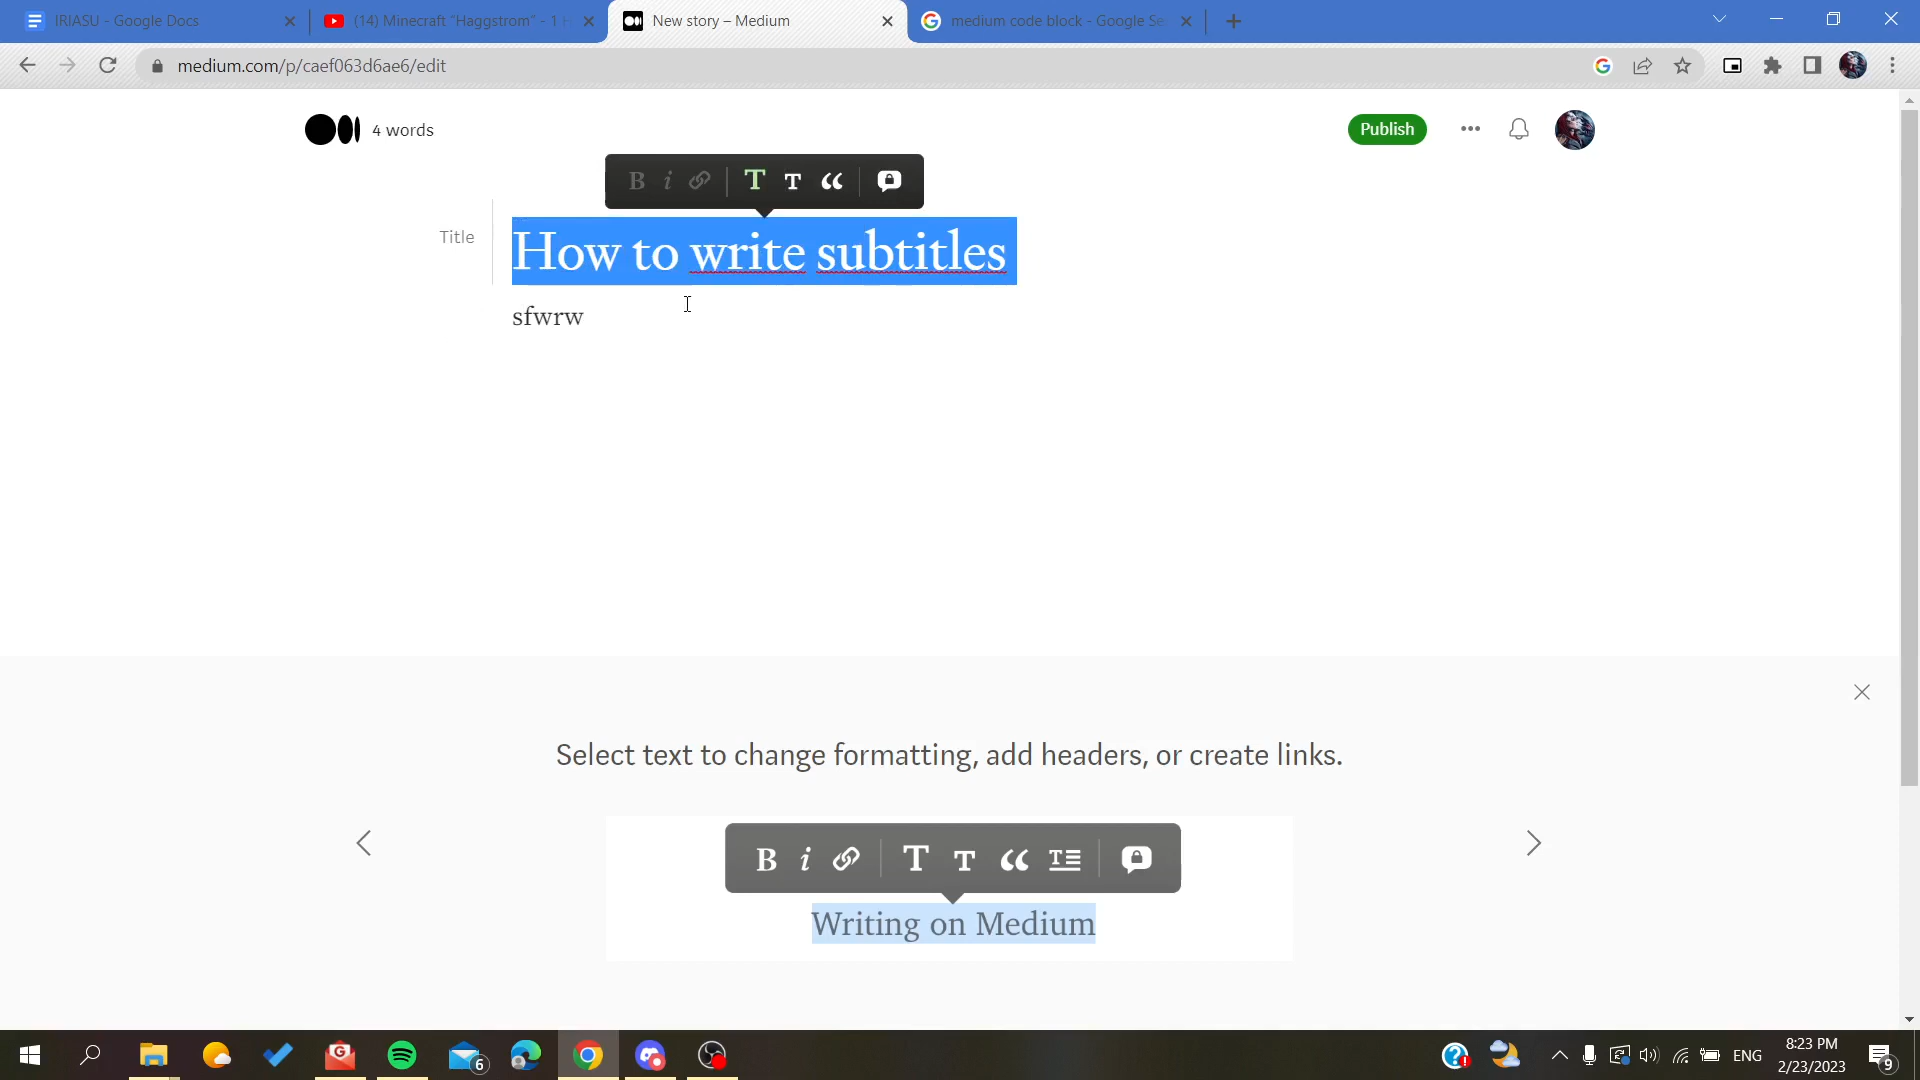 IRIASU - Google Docs
(14) Minecraft "Haggstrom" - 1 H
New story – Medium
medium code block - Google Se
medium.com/p/caef063d6ae6/edit
4 words
Publish
B i T T “
Title
How to write subtitles
sfwrw
Select text to change formatting, add headers, or create links.
B i T T “ T
Writing on Medium
6
ENG
8:23 PM
2/23/2023
9